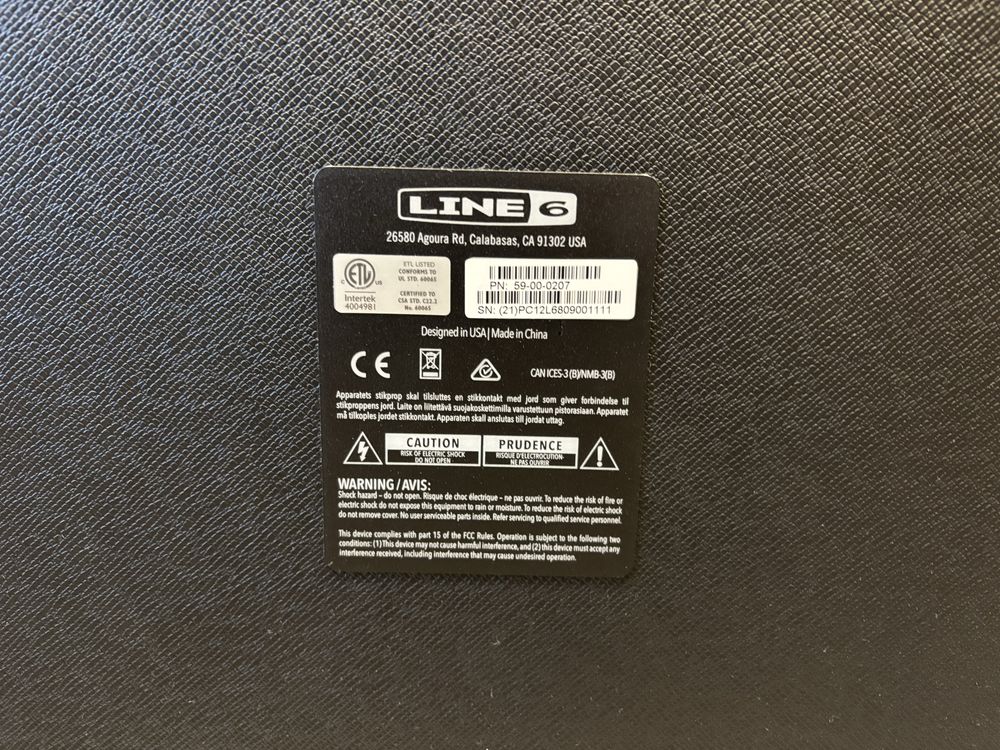 LINE 6
26580 Agoura Rd, Calabasas, CA 91302 USA
ETL LISTED
CONFORMS TO
UL STD. 60065
CERTIFIED TO
CSA STD. C22.2
No. 60065
C ETL US
Intertek
4004981
PN: 59-00-0207
SN: (21)PC12L6809001111
Designed in USA | Made in China
CE
CAN ICES-3 (B)/NMB-3(B)
Apparatets stikprop skal tilsluttes en stikkontakt med jord som giver forbindelse til
stikproppens jord. Laite on liitettävä suojakoskettimilla varustettuun pistorasiaan. Apparatet
må tilkoples jordet stikkontakt. Apparaten skall anslutas till jordat uttag.
CAUTION
RISK OF ELECTRIC SHOCK
DO NOT OPEN
PRUDENCE
RISQUE D'ELECTROCUTION-
NE PAS OUVRIR
WARNING / AVIS:
Shock hazard – do not open. Risque de choc électrique – ne pas ouvrir. To reduce the risk of fire or
electric shock do not expose this equipment to rain or moisture. To reduce the risk of electric shock
do not remove cover. No user serviceable parts inside. Refer servicing to qualified service personnel.
This device complies with part 15 of the FCC Rules. Operation is subject to the following two
conditions: (1) This device may not cause harmful interference, and (2) this device must accept any
interference received, including interference that may cause undesired operation.